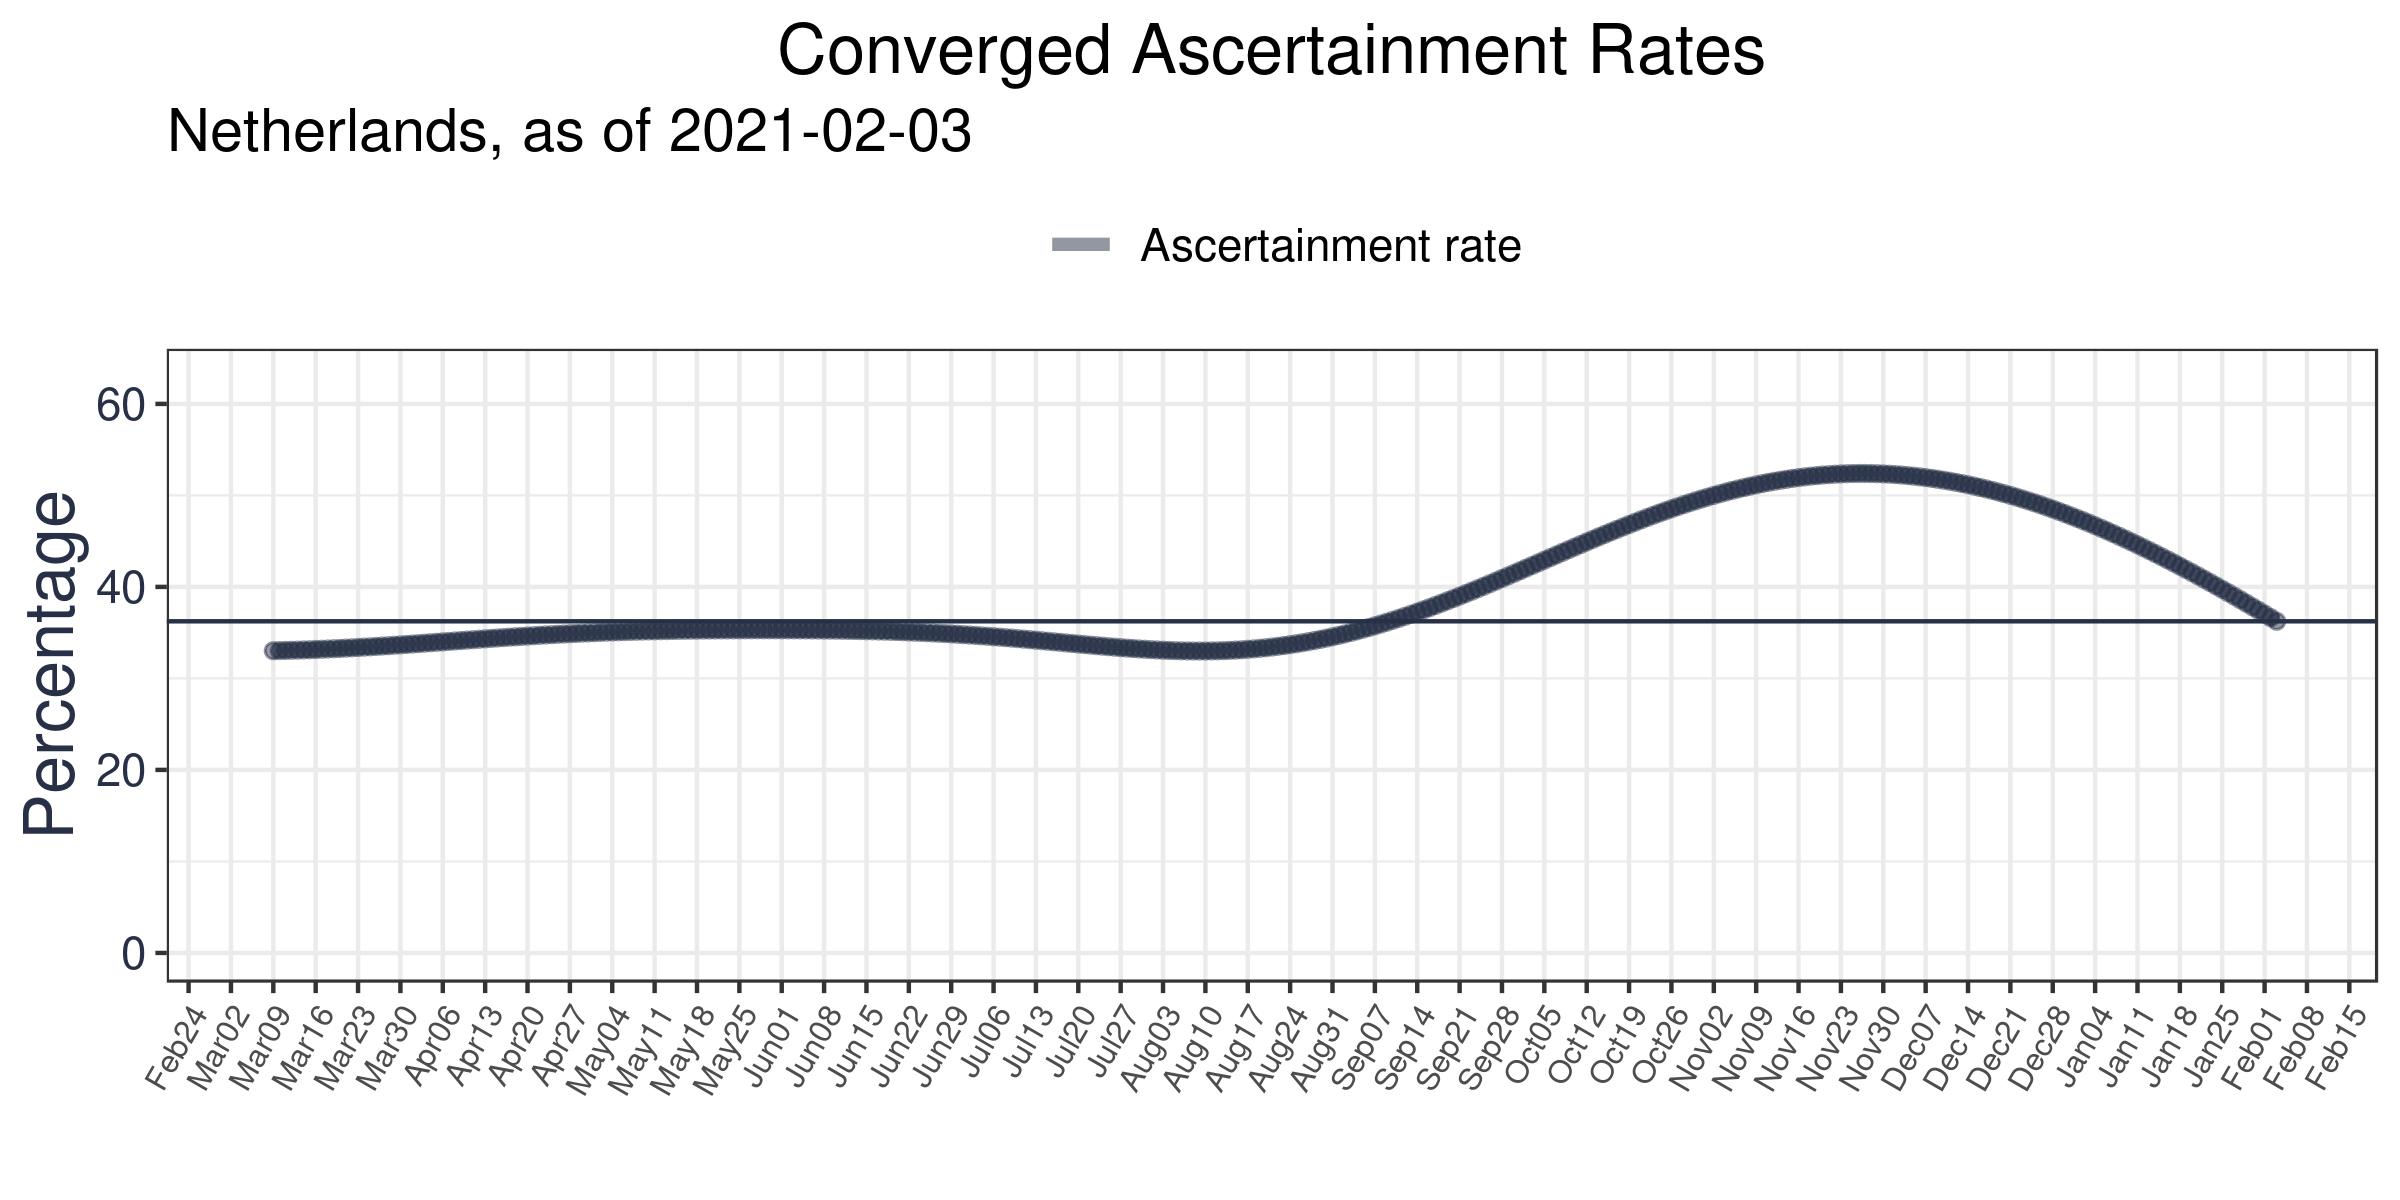 Converged Ascertainment Rates
Netherlands, as of 2021-02-03
Ascertainment rate
Percentage
60
40
20
0
Feb24 Mar02 Mar09 Mar16 Mar23 Mar30 Apr06 Apr13 Apr20 Apr27 May04 May11 May18 May25 Jun01 Jun08 Jun15 Jun22 Jun29 Jul06 Jul13 Jul20 Jul27 Aug03 Aug10 Aug17 Aug24 Aug31 Sep07 Sep14 Sep21 Sep28 Oct05 Oct12 Oct19 Oct26 Nov02 Nov09 Nov16 Nov23 Nov30 Dec07 Dec14 Dec21 Dec28 Jan04 Jan11 Jan18 Jan25 Feb01 Feb08 Feb15